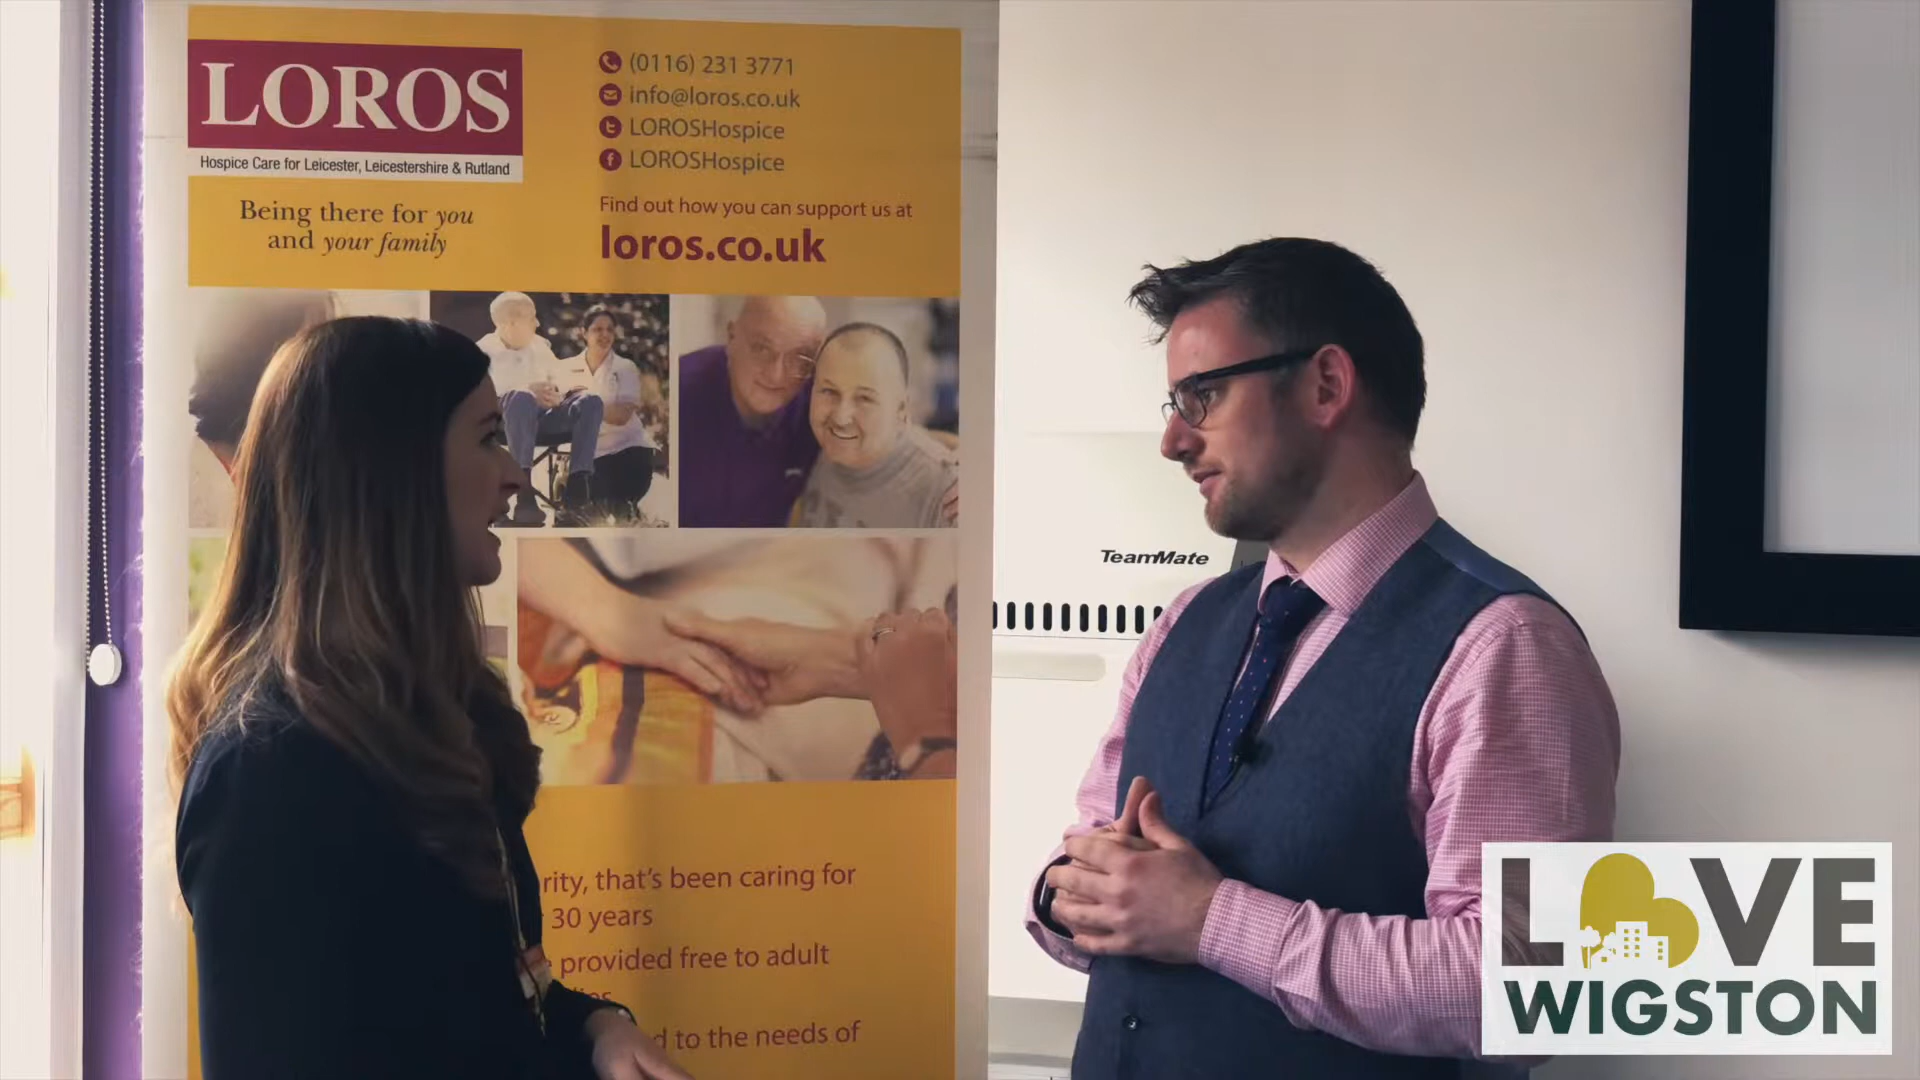 LOROS
Hospice Care for Leicester, Leicestershire & Rutland
Being there for you
and your family
(0116) 231 3771
info@loros.co.uk
LOROSHospice
LOROSHospice
Find out how you can support us at
loros.co.uk
TeamMate
rity, that's been caring for
30 years
provided free to adult
d to the needs of
LOVE
WIGSTON